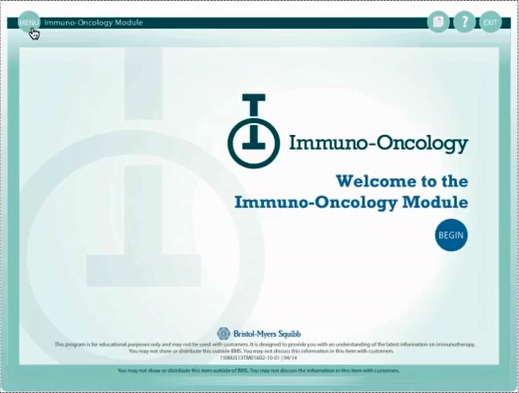 MENU Immuno-Oncology Module ? EXIT
Immuno-Oncology
Welcome to the
Immuno-Oncology Module
BEGIN
Bristol-Myers Squibb
This program is for educational purposes only and may not be used with customers. It is designed to provide you with an understanding of the latest information on immunotherapy.
You may not show or distribute this outside BMS. You may not discuss this information in this item with customers.
You may not show or distribute this item outside of BMS. You may not discuss the information in this item with customers.